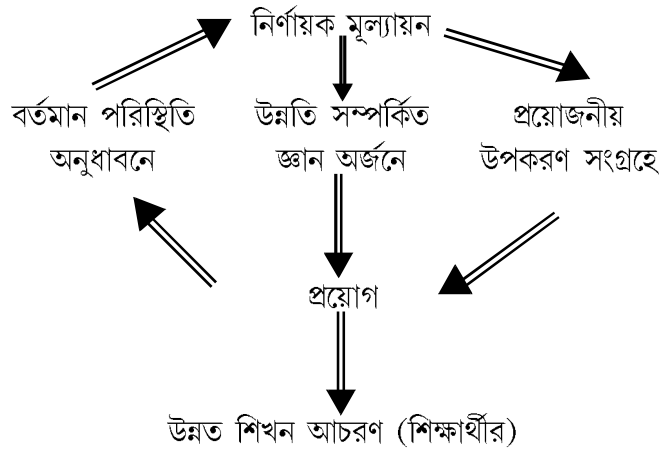 নির্ণায়ক মূল্যায়ন
বর্তমান পরিস্থিতি
অনুধাবনে
উন্নতি সম্পর্কিত
জ্ঞান অর্জনে
প্রয়োজনীয়
উপকরণ সংগ্রহে
প্রয়োগ
উন্নত শিখন আচরণ (শিক্ষার্থীর)